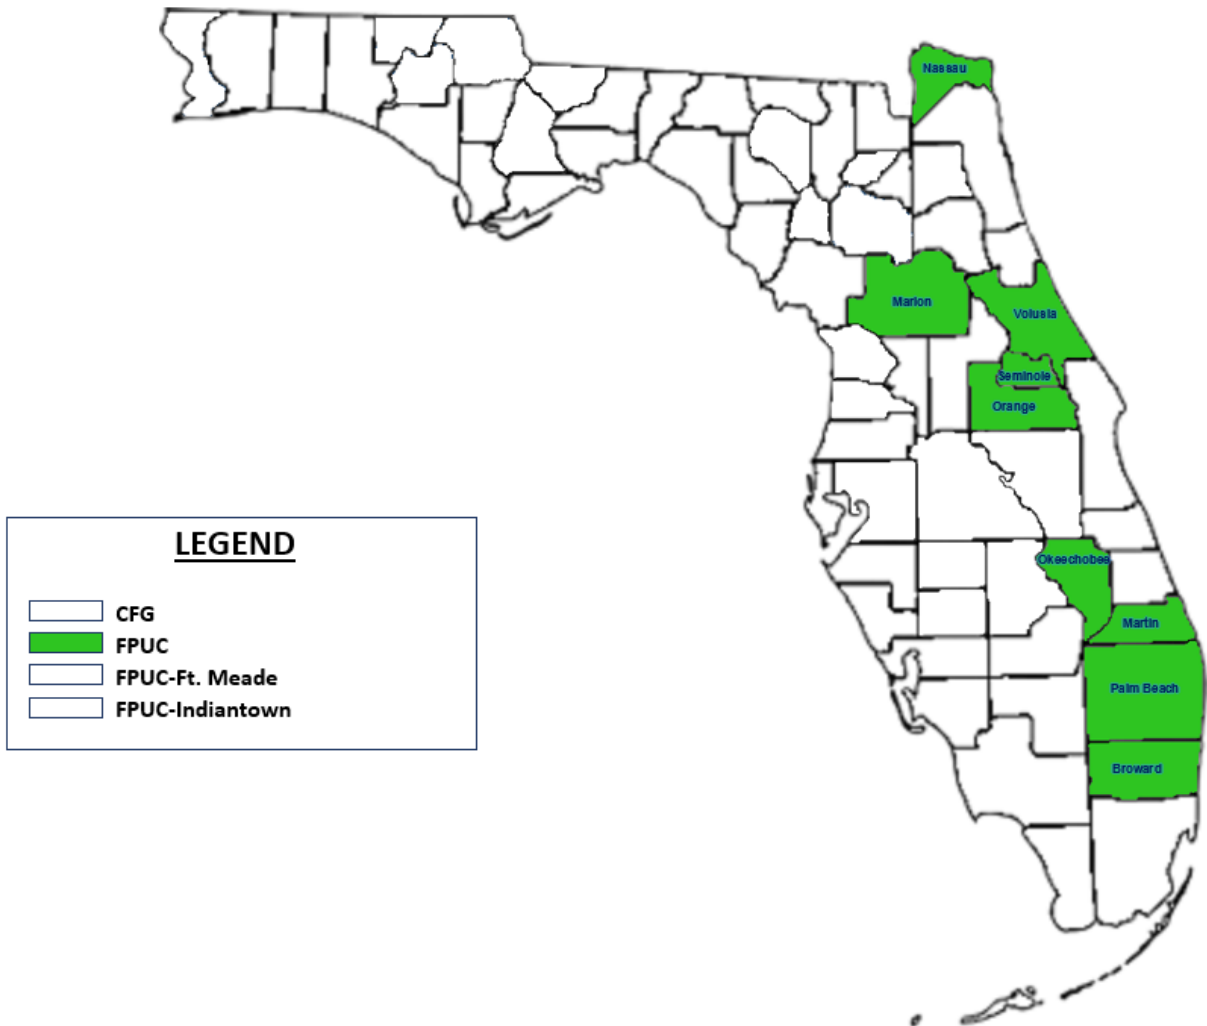 Nassau
Marion
Volusia
Seminole
Orange
LEGEND
CFG
FPUC
FPUC-Ft. Meade
FPUC-Indiantown
Okeechobee
Martin
Palm Beach
Broward